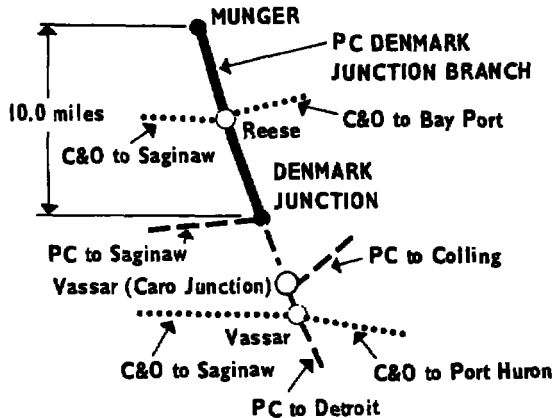 MUNGER
PC DENMARK
JUNCTION BRANCH
10.0 miles
C&O to Bay Port
Reese
C&O to Saginaw
DENMARK
JUNCTION
PC to Saginaw
PC to Colling
Vassar (Caro Junction)
Vassar
C&O to Saginaw
C&O to Port Huron
PC to Detroit